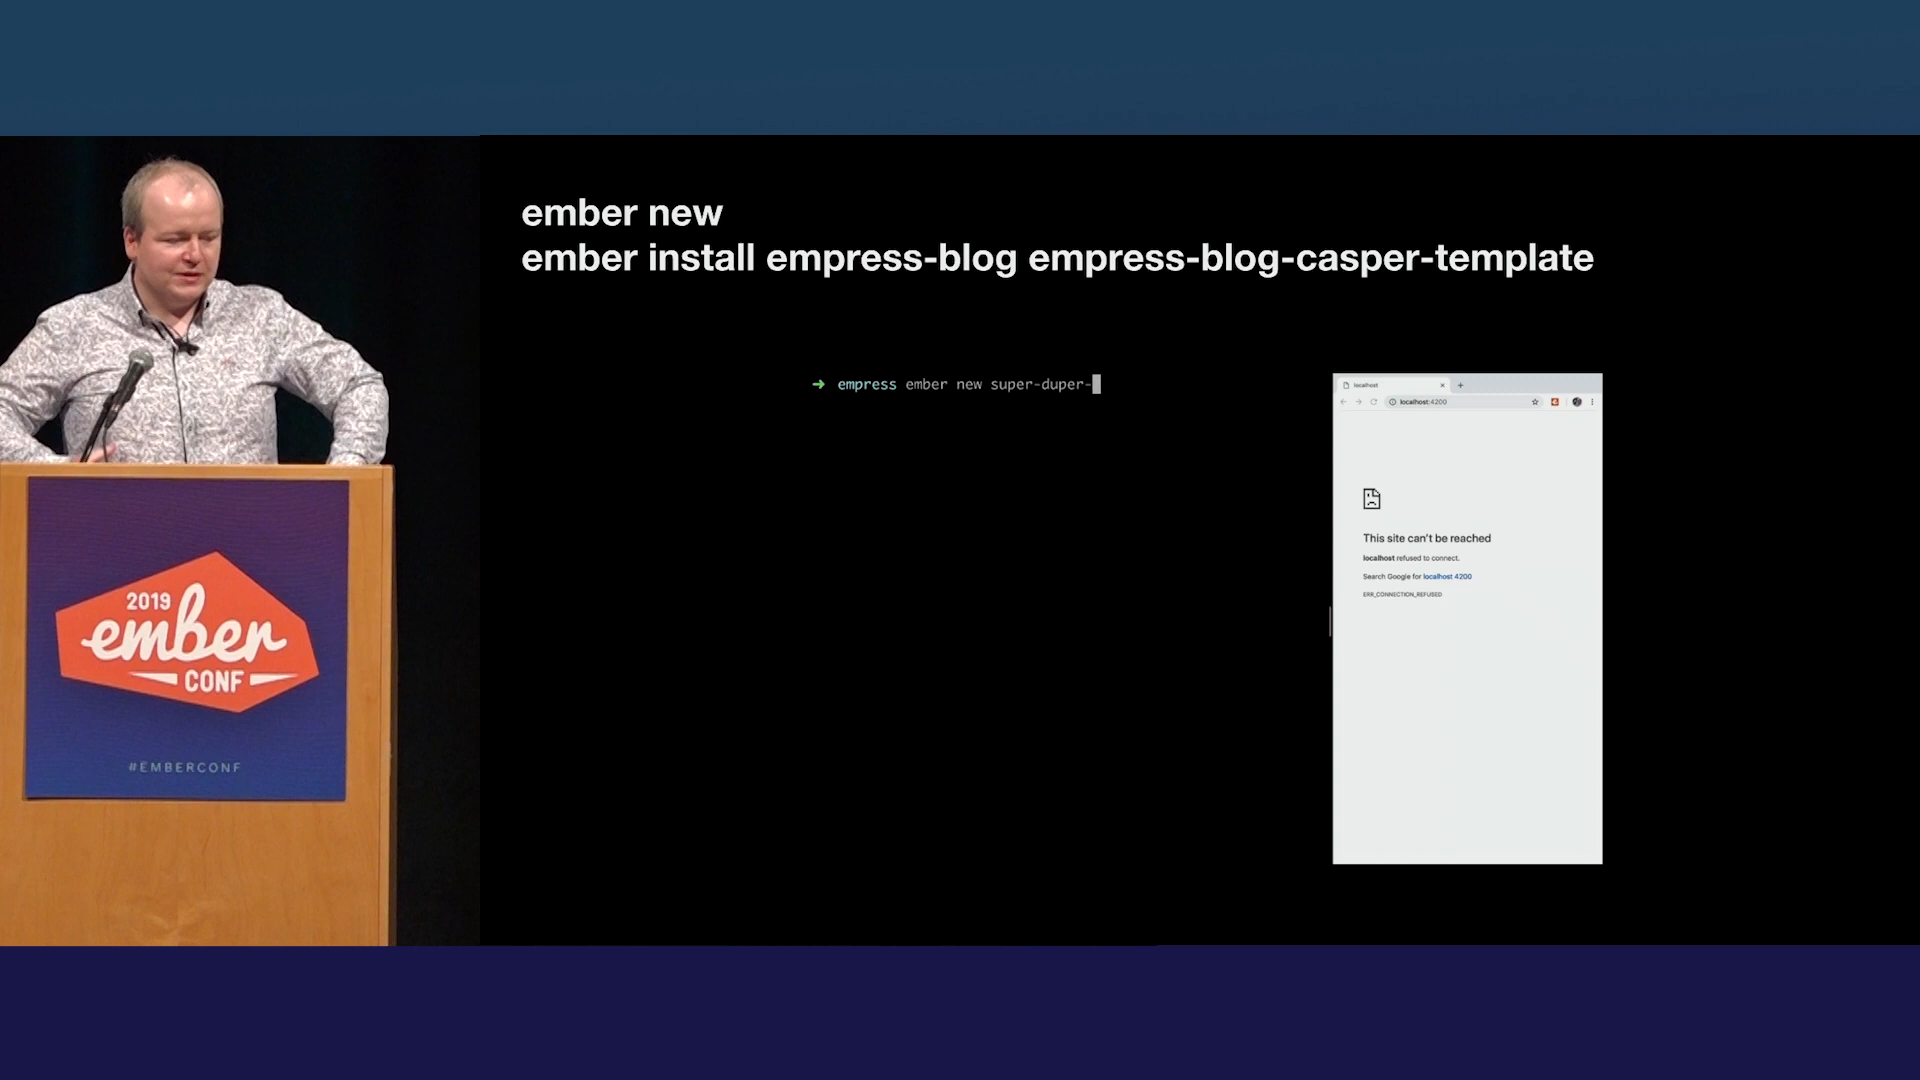 ember new
ember install empress-blog empress-blog-casper-template
➜ empress ember new super-duper-
localhost
localhost:4200
This site can't be reached
localhost refused to connect.
Search Google for localhost 4200
ERR_CONNECTION_REFUSED
2019
ember
CONF
#EMBERCONF